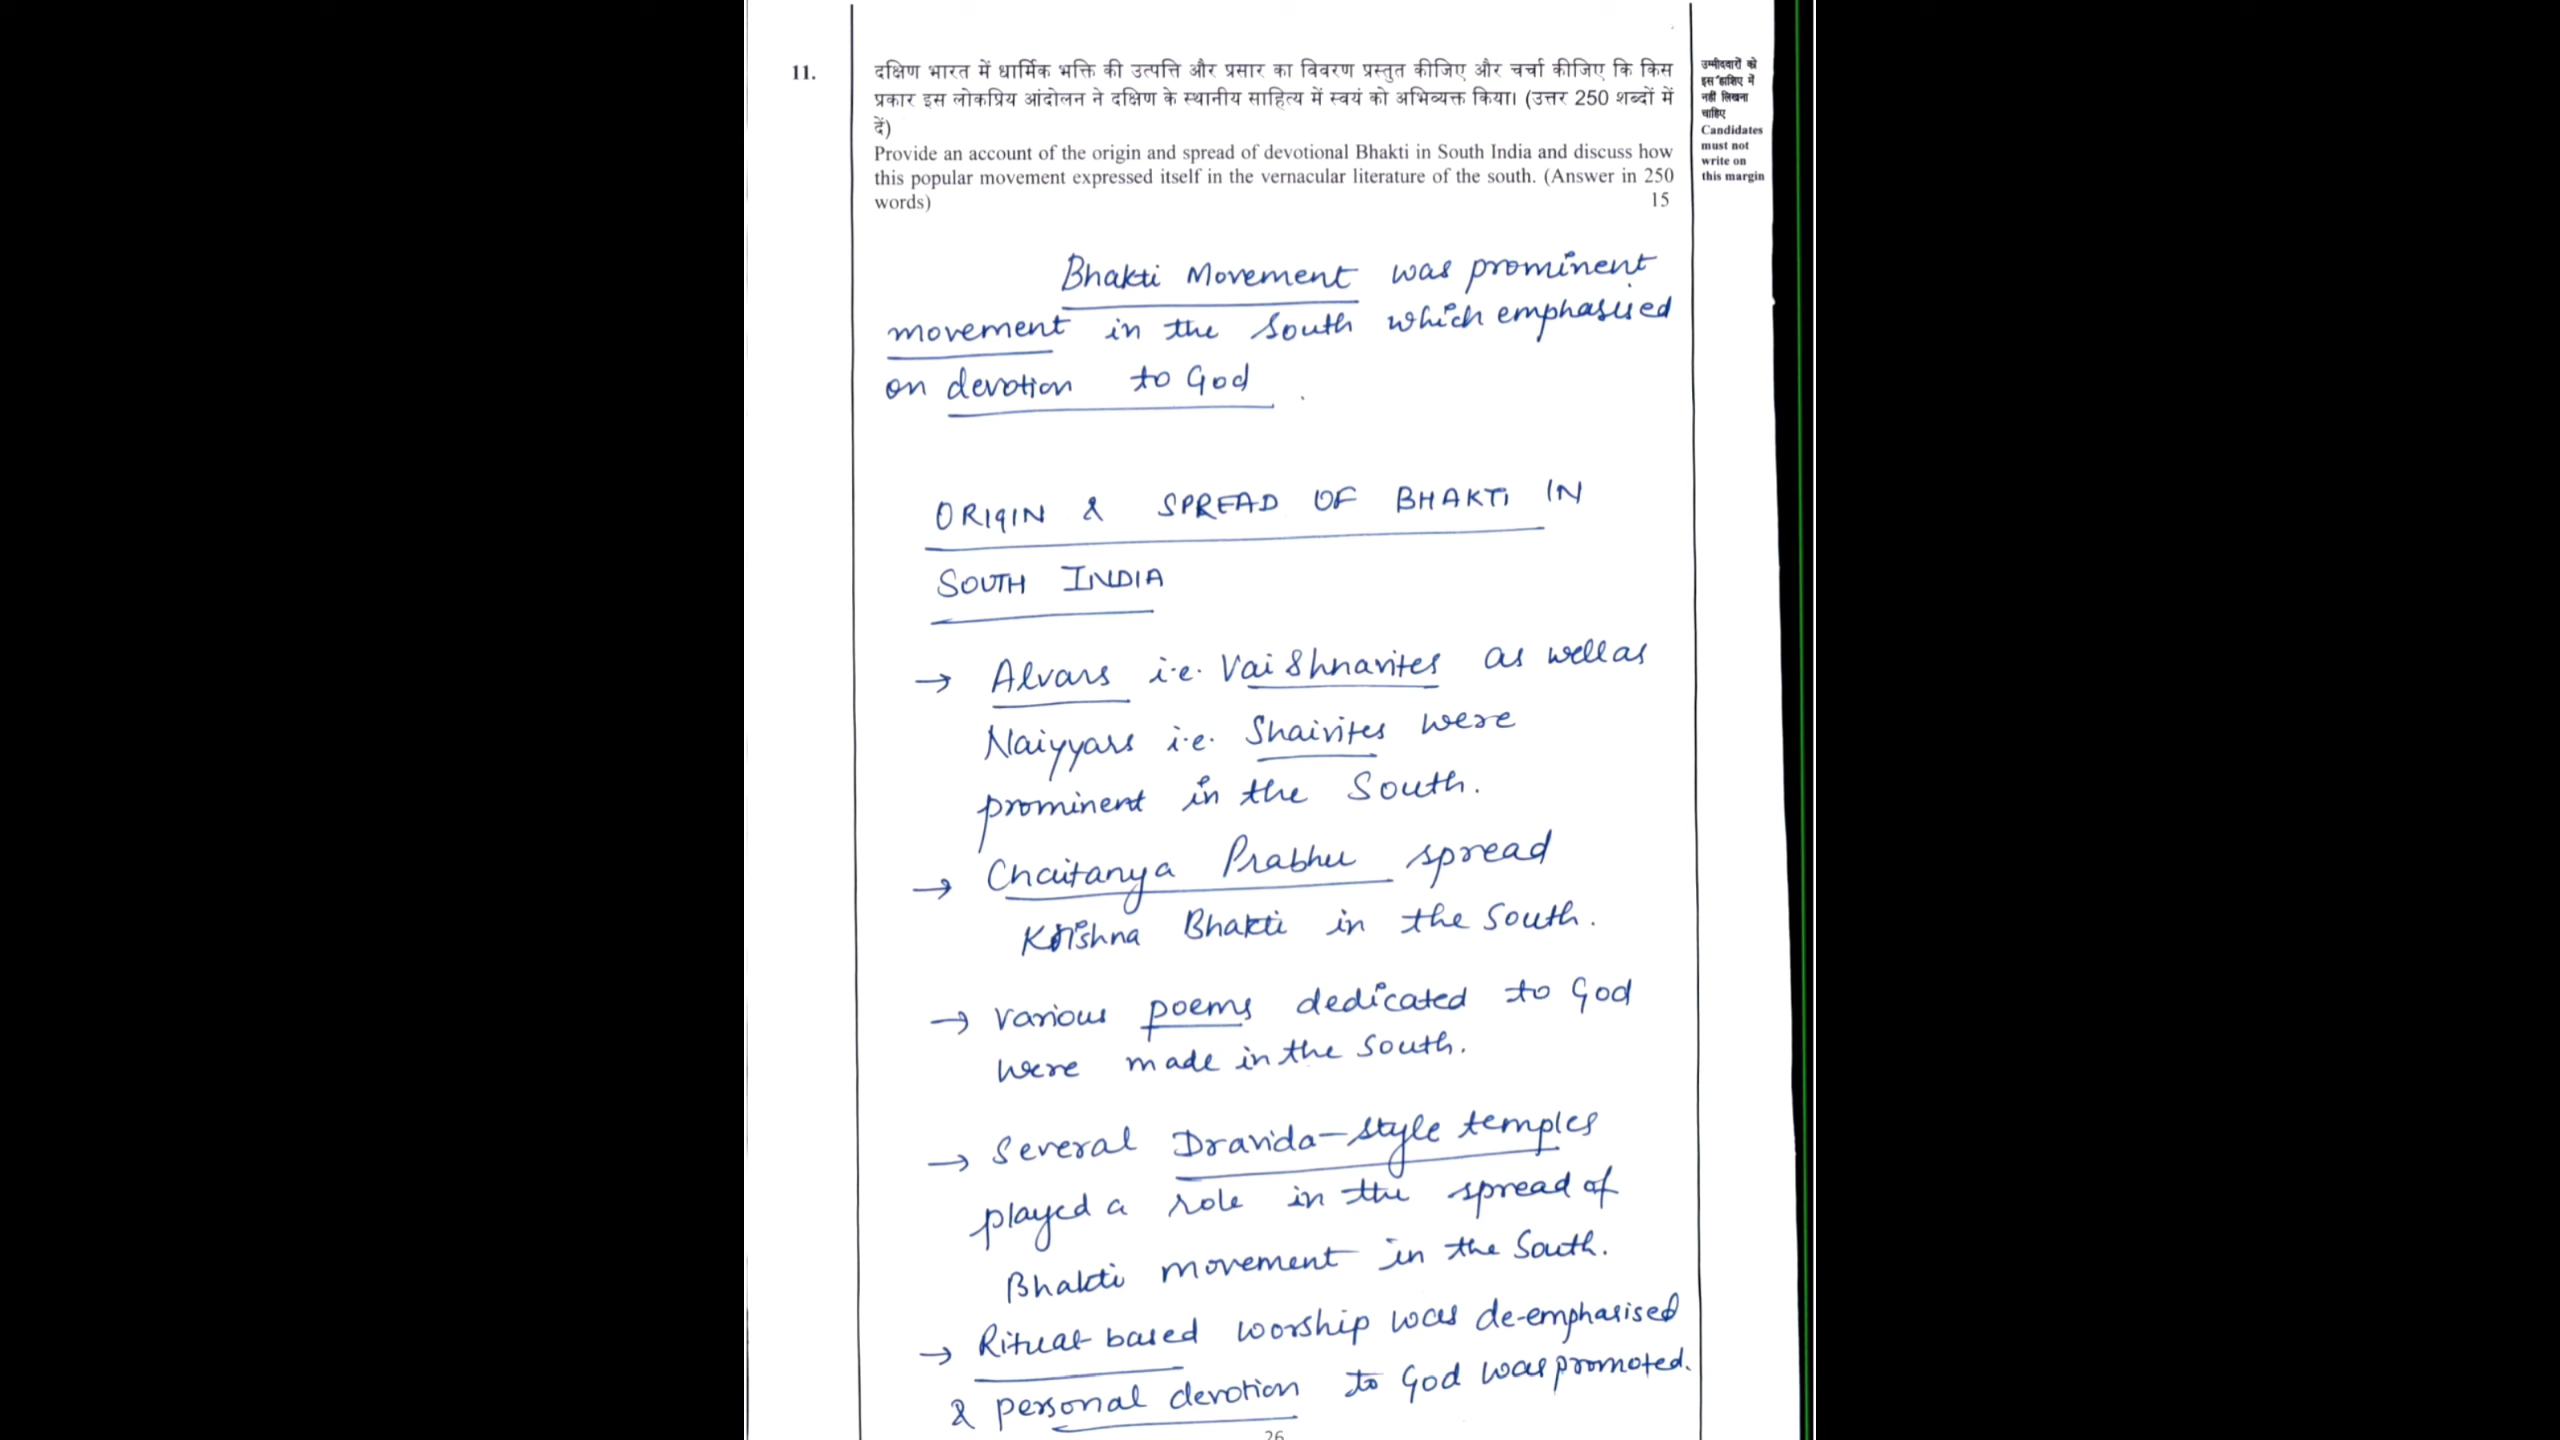 11.
दक्षिण भारत में धार्मिक भक्ति की उत्पत्ति और प्रसार का विवरण प्रस्तुत कीजिए और चर्चा कीजिए कि किस
प्रकार इस लोकप्रिय आंदोलन ने दक्षिण के स्थानीय साहित्य में स्वयं को अभिव्यक्त किया। (उत्तर 250 शब्दों में
दें)
Provide an account of the origin and spread of devotional Bhakti in South India and discuss how
this popular movement expressed itself in the vernacular literature of the south. (Answer in 250
words) 15
उम्मीदवारों को
इस हाशिए में
नहीं लिखना
चाहिए
Candidates
must not
write on
this margin
Bhakti Movement was prominent
movement in the South which emphasised
on devotion to God.
ORIGIN & SPREAD OF BHAKTI IN
SOUTH INDIA
→ Alvars i.e. Vaishnavites as well as
Naiyyars i.e. Shaivites were
prominent in the South.
→ Chaitanya Prabhu spread
Krishna Bhakti in the South.
→ Various poems dedicated to God
were made in the South.
→ Several Dravida-style temples
played a role in the spread of
Bhakti movement in the South.
→ Ritual based worship was de-emphasised
& personal devotion to God was promoted.
26